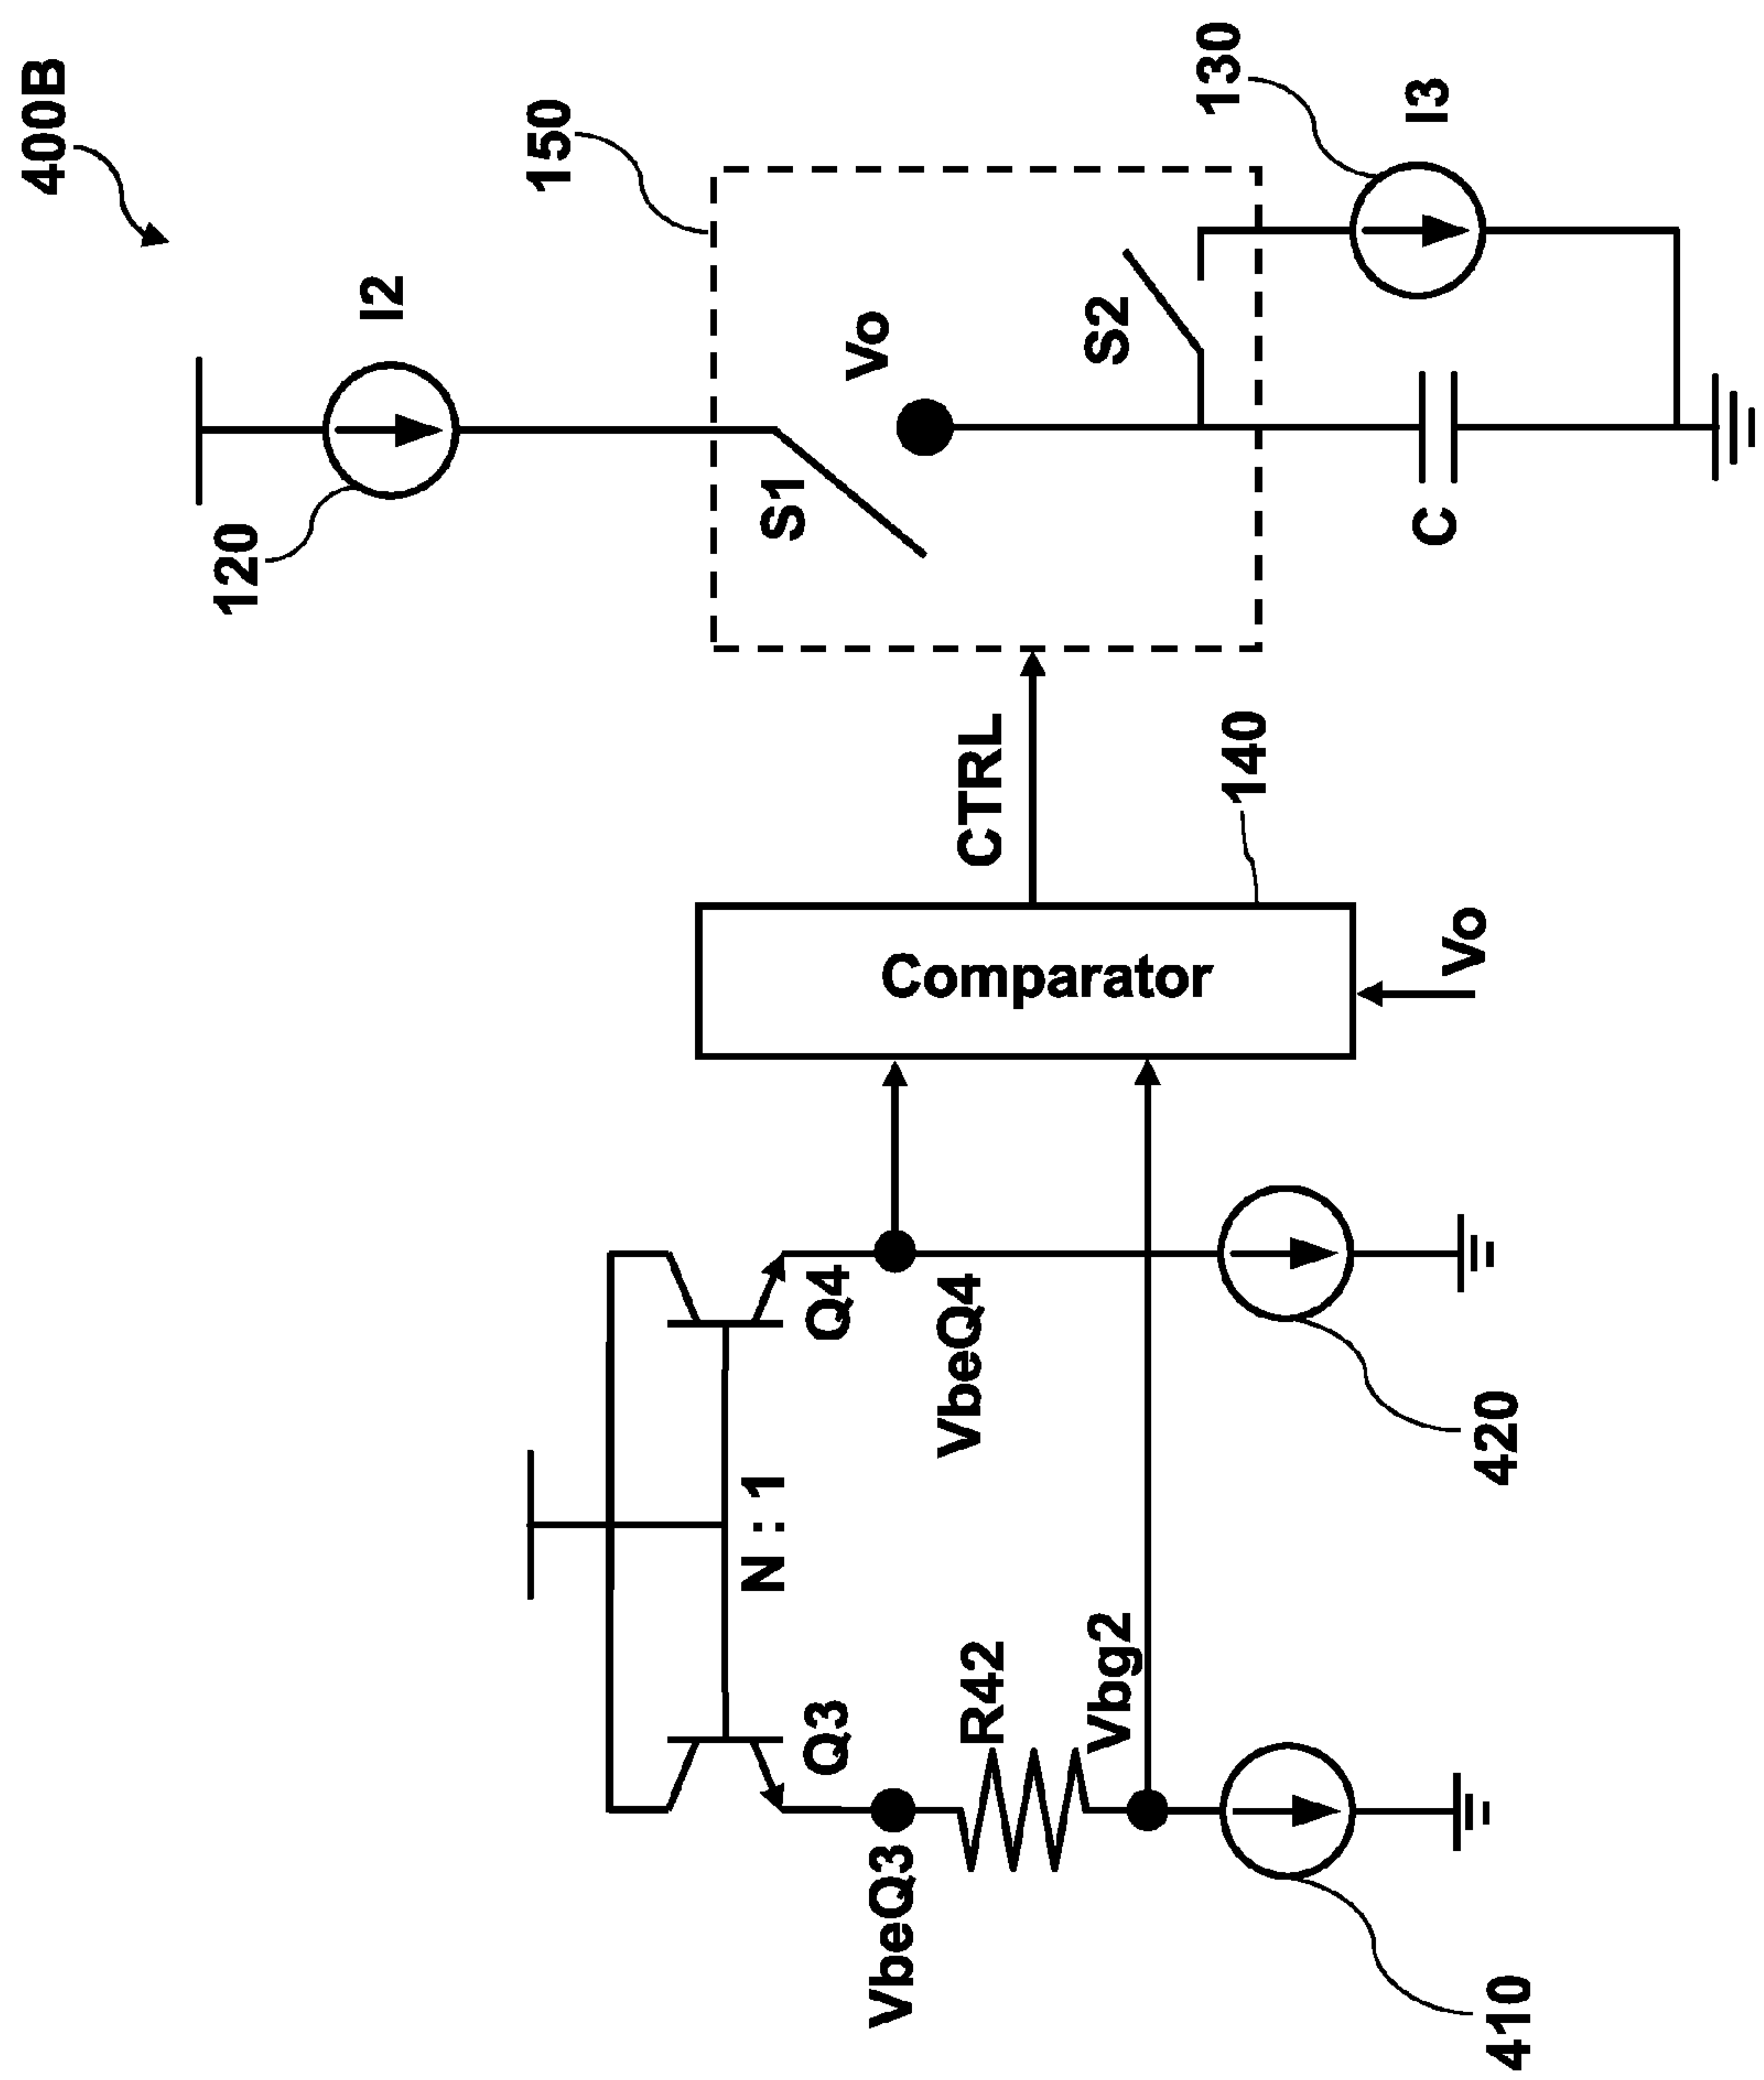 400B
I2
120
150
Vo
S1
S2
130
I3
C
CTRL
140
Comparator
Vo
N : 1
Q3
Q4
VbeQ3
VbeQ4
R42
Vbg2
410
420